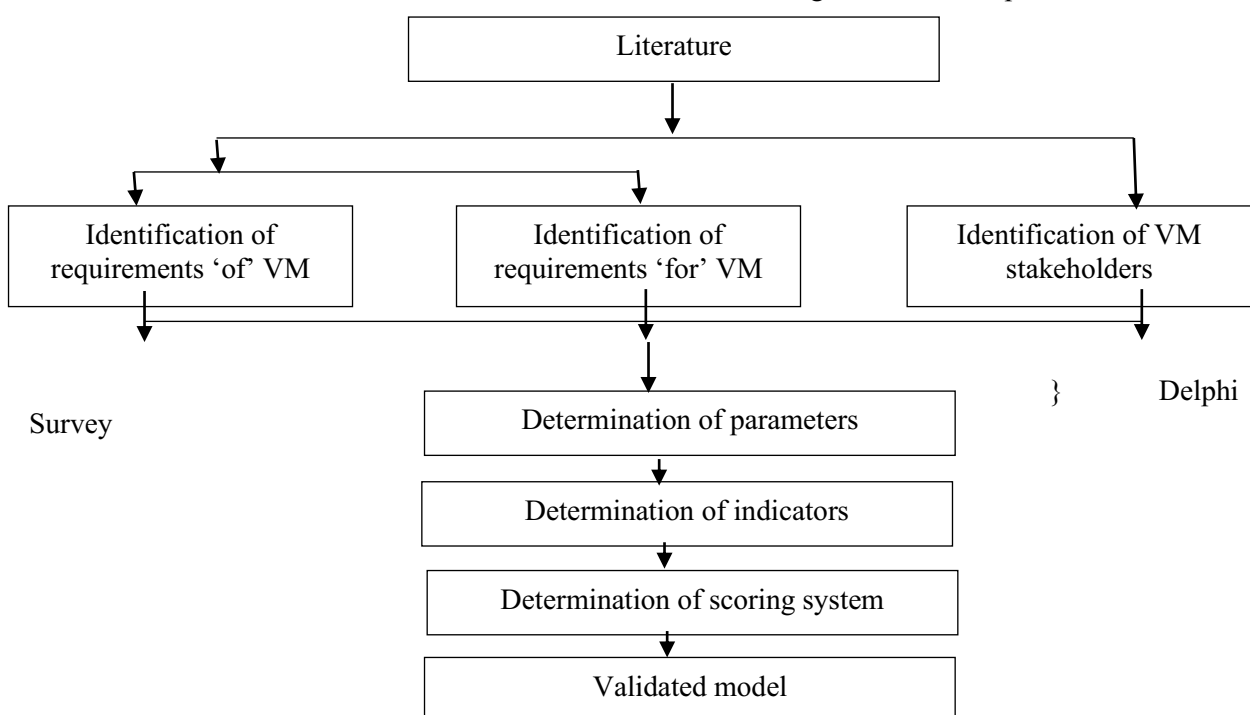 Literature
Identification of
requirements ‘of’ VM
Identification of
requirements ‘for’ VM
Identification of VM
stakeholders
} Delphi
Survey
Determination of parameters
Determination of indicators
Determination of scoring system
Validated model